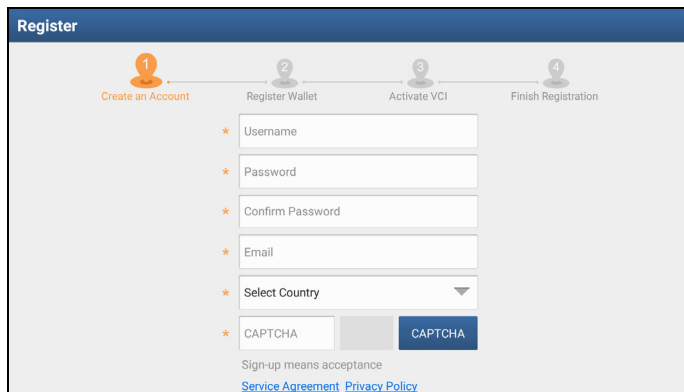 Register
1 2 3 4
Create an Account Register Wallet Activate VCI Finish Registration
* Username
* Password
* Confirm Password
* Email
* Select Country
* CAPTCHA CAPTCHA
Sign-up means acceptance
Service Agreement Privacy Policy